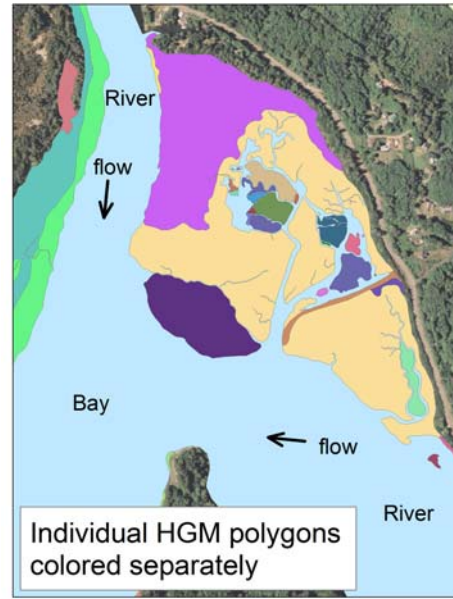 River
flow
Bay
flow
River
Individual HGM polygons
colored separately